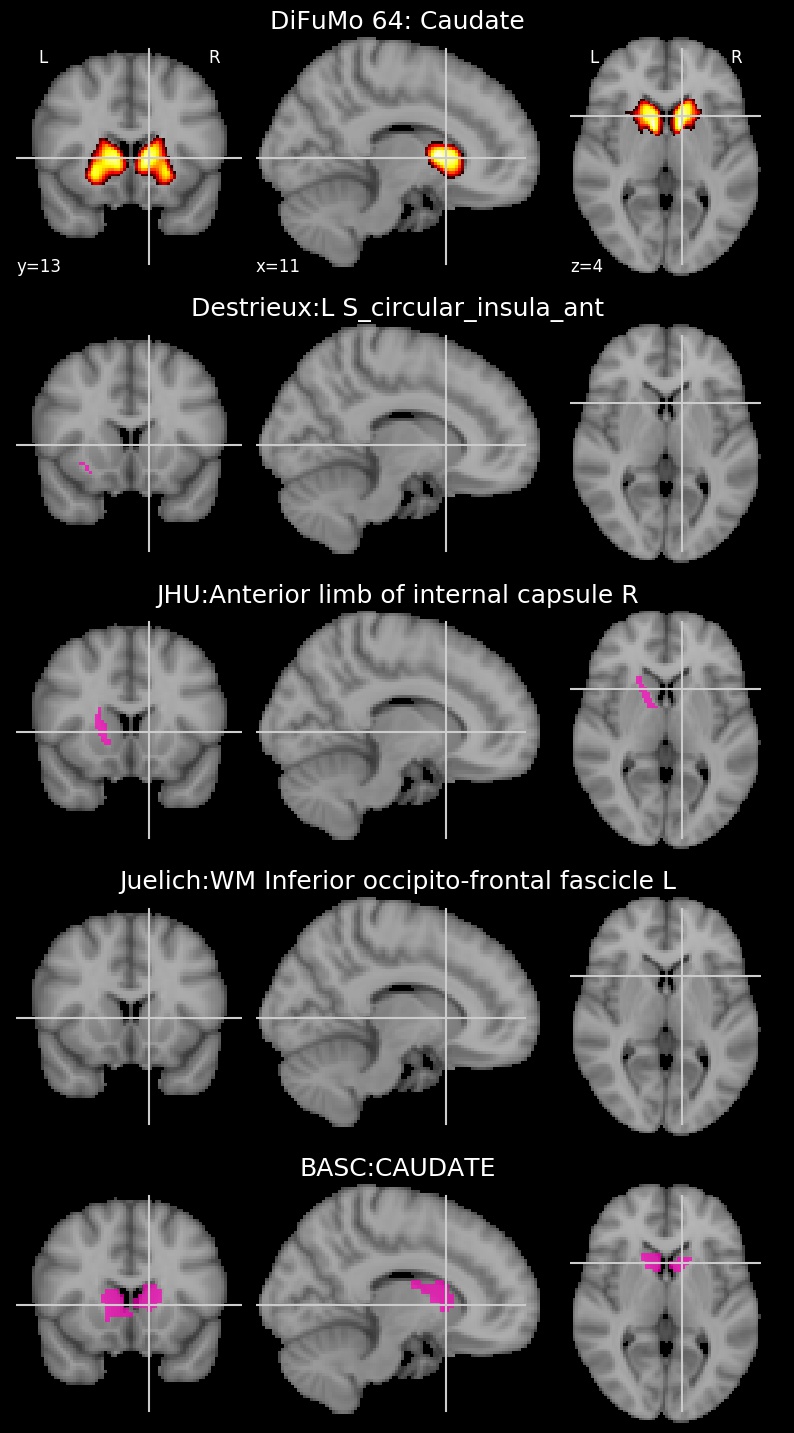 DiFuMo 64: Caudate
L R L R
y=13 x=11 z=4
Destrieux:L S_circular_insula_ant
JHU:Anterior limb of internal capsule R
Juelich:WM Inferior occipito-frontal fascicle L
BASC:CAUDATE